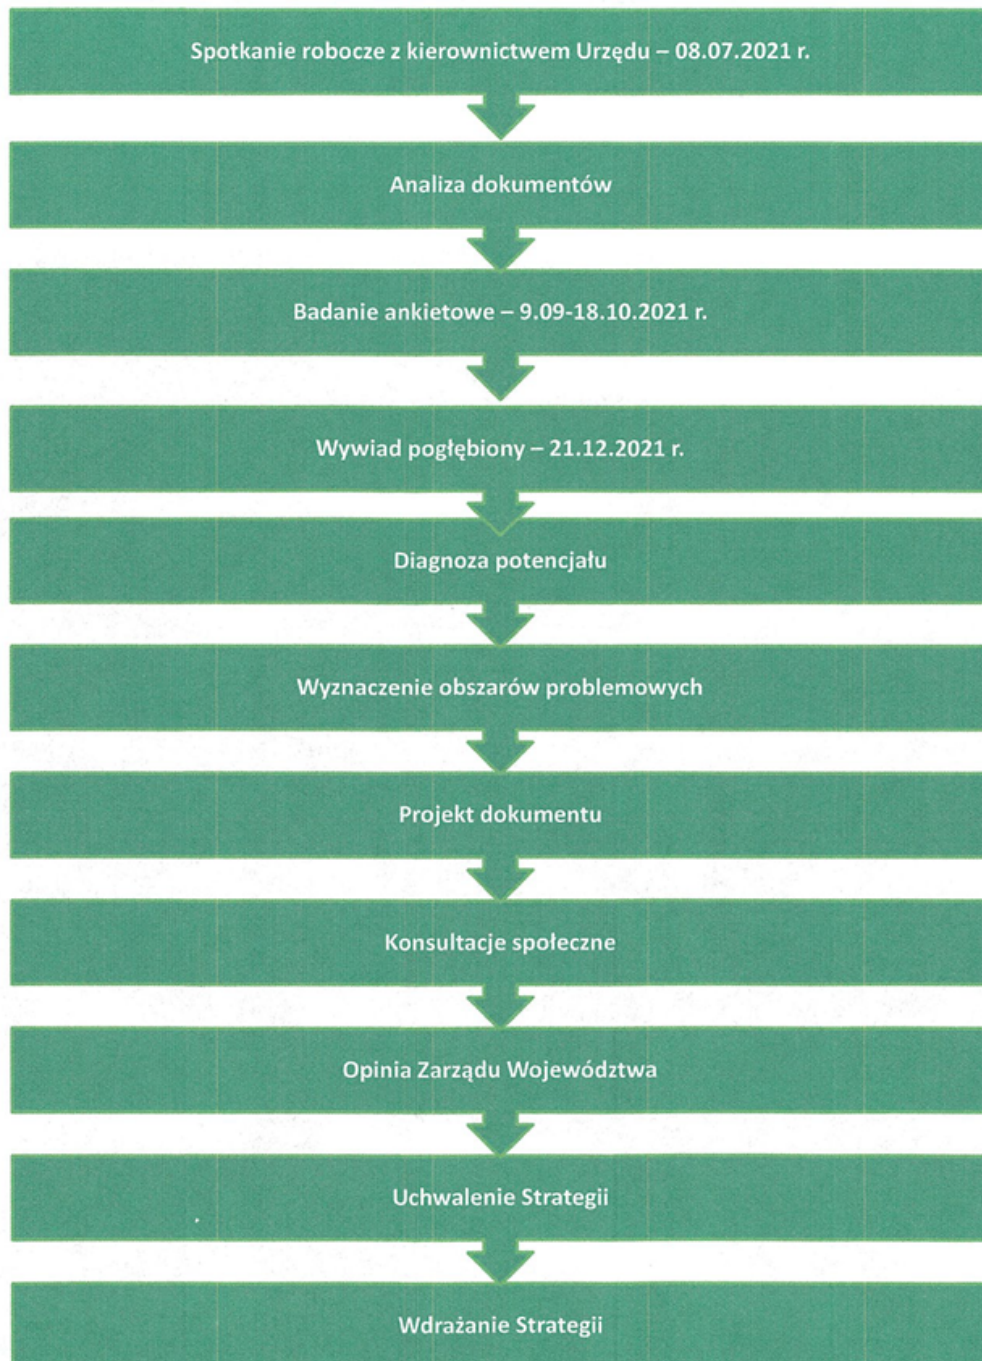 Spotkanie robocze z kierownictwem Urzędu – 08.07.2021 r.
Analiza dokumentów
Badanie ankietowe – 9.09-18.10.2021 r.
Wywiad pogłębiony – 21.12.2021 r.
Diagnoza potencjału
Wyznaczenie obszarów problemowych
Projekt dokumentu
Konsultacje społeczne
Opinia Zarządu Województwa
Uchwalenie Strategii
Wdrażanie Strategii